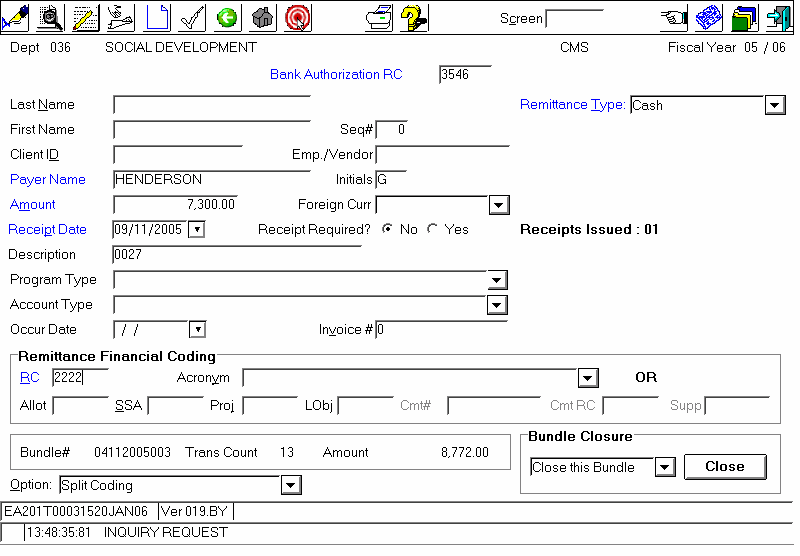 Screen
Dept 036 SOCIAL DEVELOPMENT CMS Fiscal Year 05 / 06
Bank Authorization RC 3546
Last Name Remittance Type: Cash
First Name Seq# 0
Client ID Emp./Vendor
Payer Name HENDERSON Initials G
Amount 7,300.00 Foreign Curr
Receipt Date 09/11/2005 Receipt Required? No Yes Receipts Issued : 01
Description 0027
Program Type
Account Type
Occur Date / / Invoice # 0
Remittance Financial Coding
RC 2222 Acronym OR
Allot SSA Proj LObj Cmt# Cmt RC Supp
Bundle# 04112005003 Trans Count 13 Amount 8,772.00
Bundle Closure
Close this Bundle Close
Option: Split Coding
EA201T00031520JAN06 Ver 019.BY
13:48:35:81 INQUIRY REQUEST